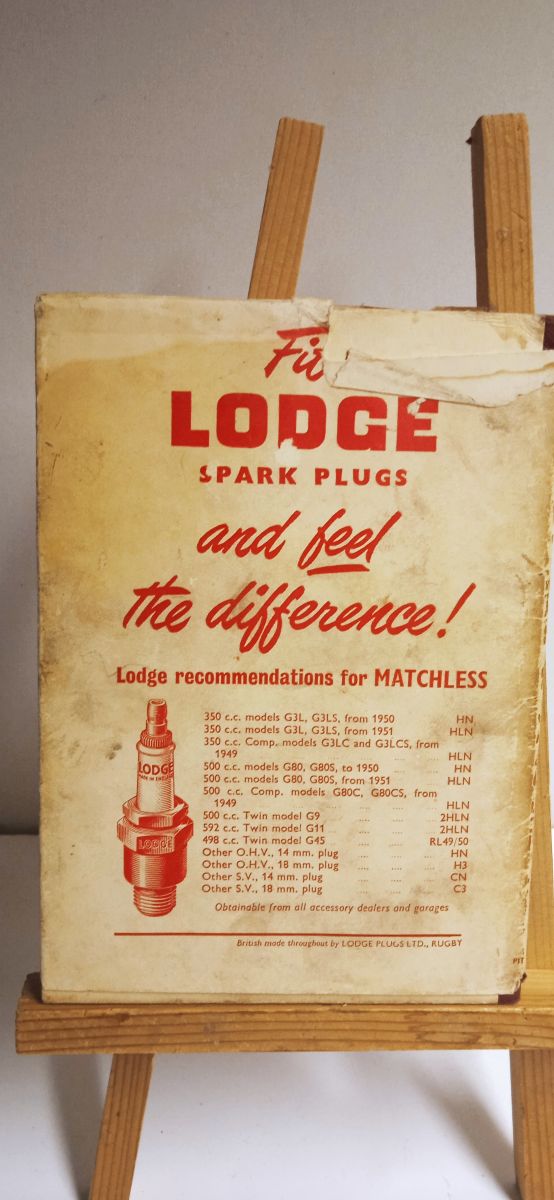 Fi
LODGE
SPARK PLUGS
and feel
the difference!
Lodge recommendations for MATCHLESS
350 c.c. models G3L, G3LS, from 1950 HN
350 c.c. models G3L, G3LS, from 1951 HLN
350 c.c. Comp. models G3LC and G3LCS, from
1949 .... .... HLN
500 c.c. models G80, G80S, to 1950 .... HN
500 c.c. models G80, G80S, from 1951 HLN
500 c.c. Comp. models G80C, G80CS, from
1949 .... .... .... .... HLN
500 c.c. Twin model G9 .... .... .... 2HLN
592 c.c. Twin model G11 .... .... .... 2HLN
498 c.c. Twin model G45 .... .... RL49/50
Other O.H.V., 14 mm. plug .... .... .... HN
Other O.H.V., 18 mm. plug .... .... .... H3
Other S.V., 14 mm. plug .... .... .... CN
Other S.V., 18 mm. plug .... .... .... C3
LODGE
MADE IN ENGLAND
LODGE
Obtainable from all accessory dealers and garages
British made throughout by LODGE PLUGS LTD., RUGBY
PJT